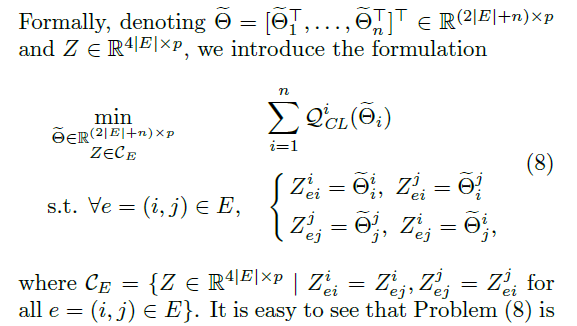 Formally, denoting Θ̃ = [Θ̃₁ᵀ, . . . , Θ̃ₙᵀ]ᵀ ∈ ℝ^{(2|E|+n)×p}
and Z ∈ ℝ^{4|E|×p}, we introduce the formulation
min_{Θ̃∈ℝ^{(2|E|+n)×p}, Z∈𝒞_E} ∑_{i=1}^{n} 𝒬^i_{CL}(Θ̃_i)
(8)
s.t. ∀e = (i, j) ∈ E, { Z^i_{ei} = Θ̃^i_i, Z^j_{ei} = Θ̃^j_i
Z^j_{ej} = Θ̃^j_j, Z^i_{ej} = Θ̃^i_j,
where 𝒞_E = {Z ∈ ℝ^{4|E|×p} | Z^i_{ei} = Z^i_{ej}, Z^j_{ej} = Z^j_{ei} for
all e = (i, j) ∈ E}. It is easy to see that Problem (8) is